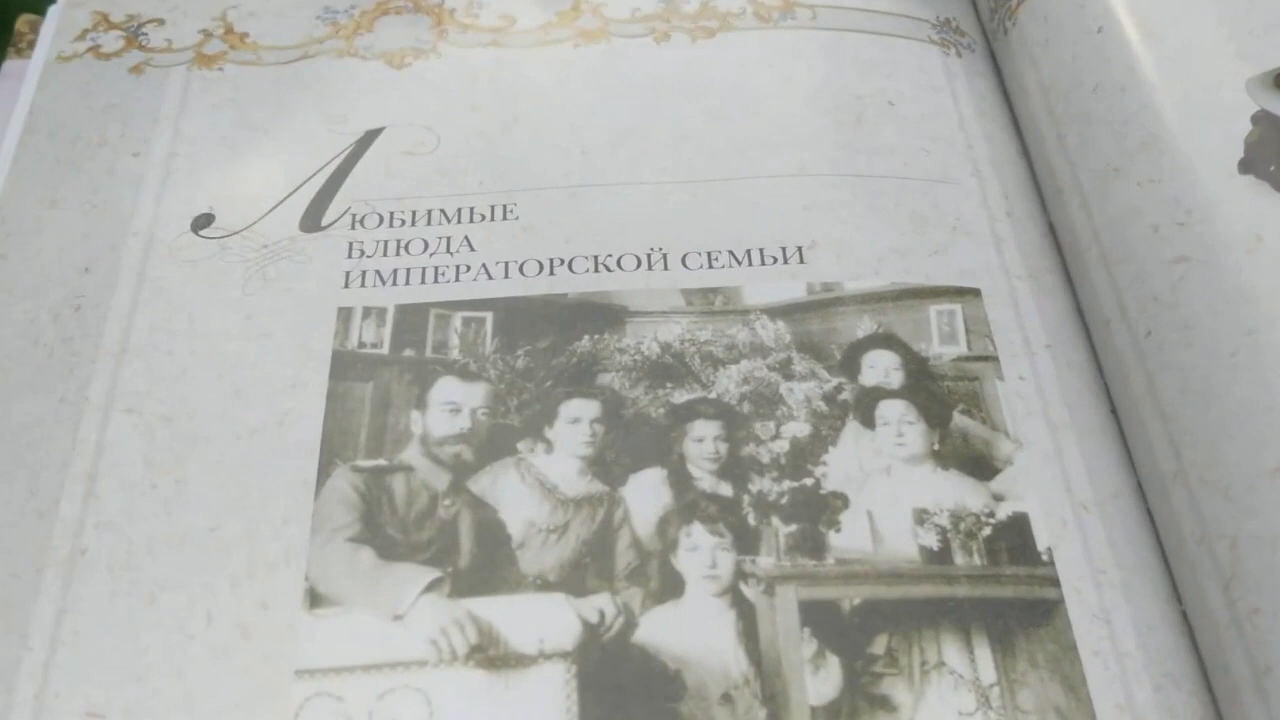 Любимые
блюда
императорской семьи